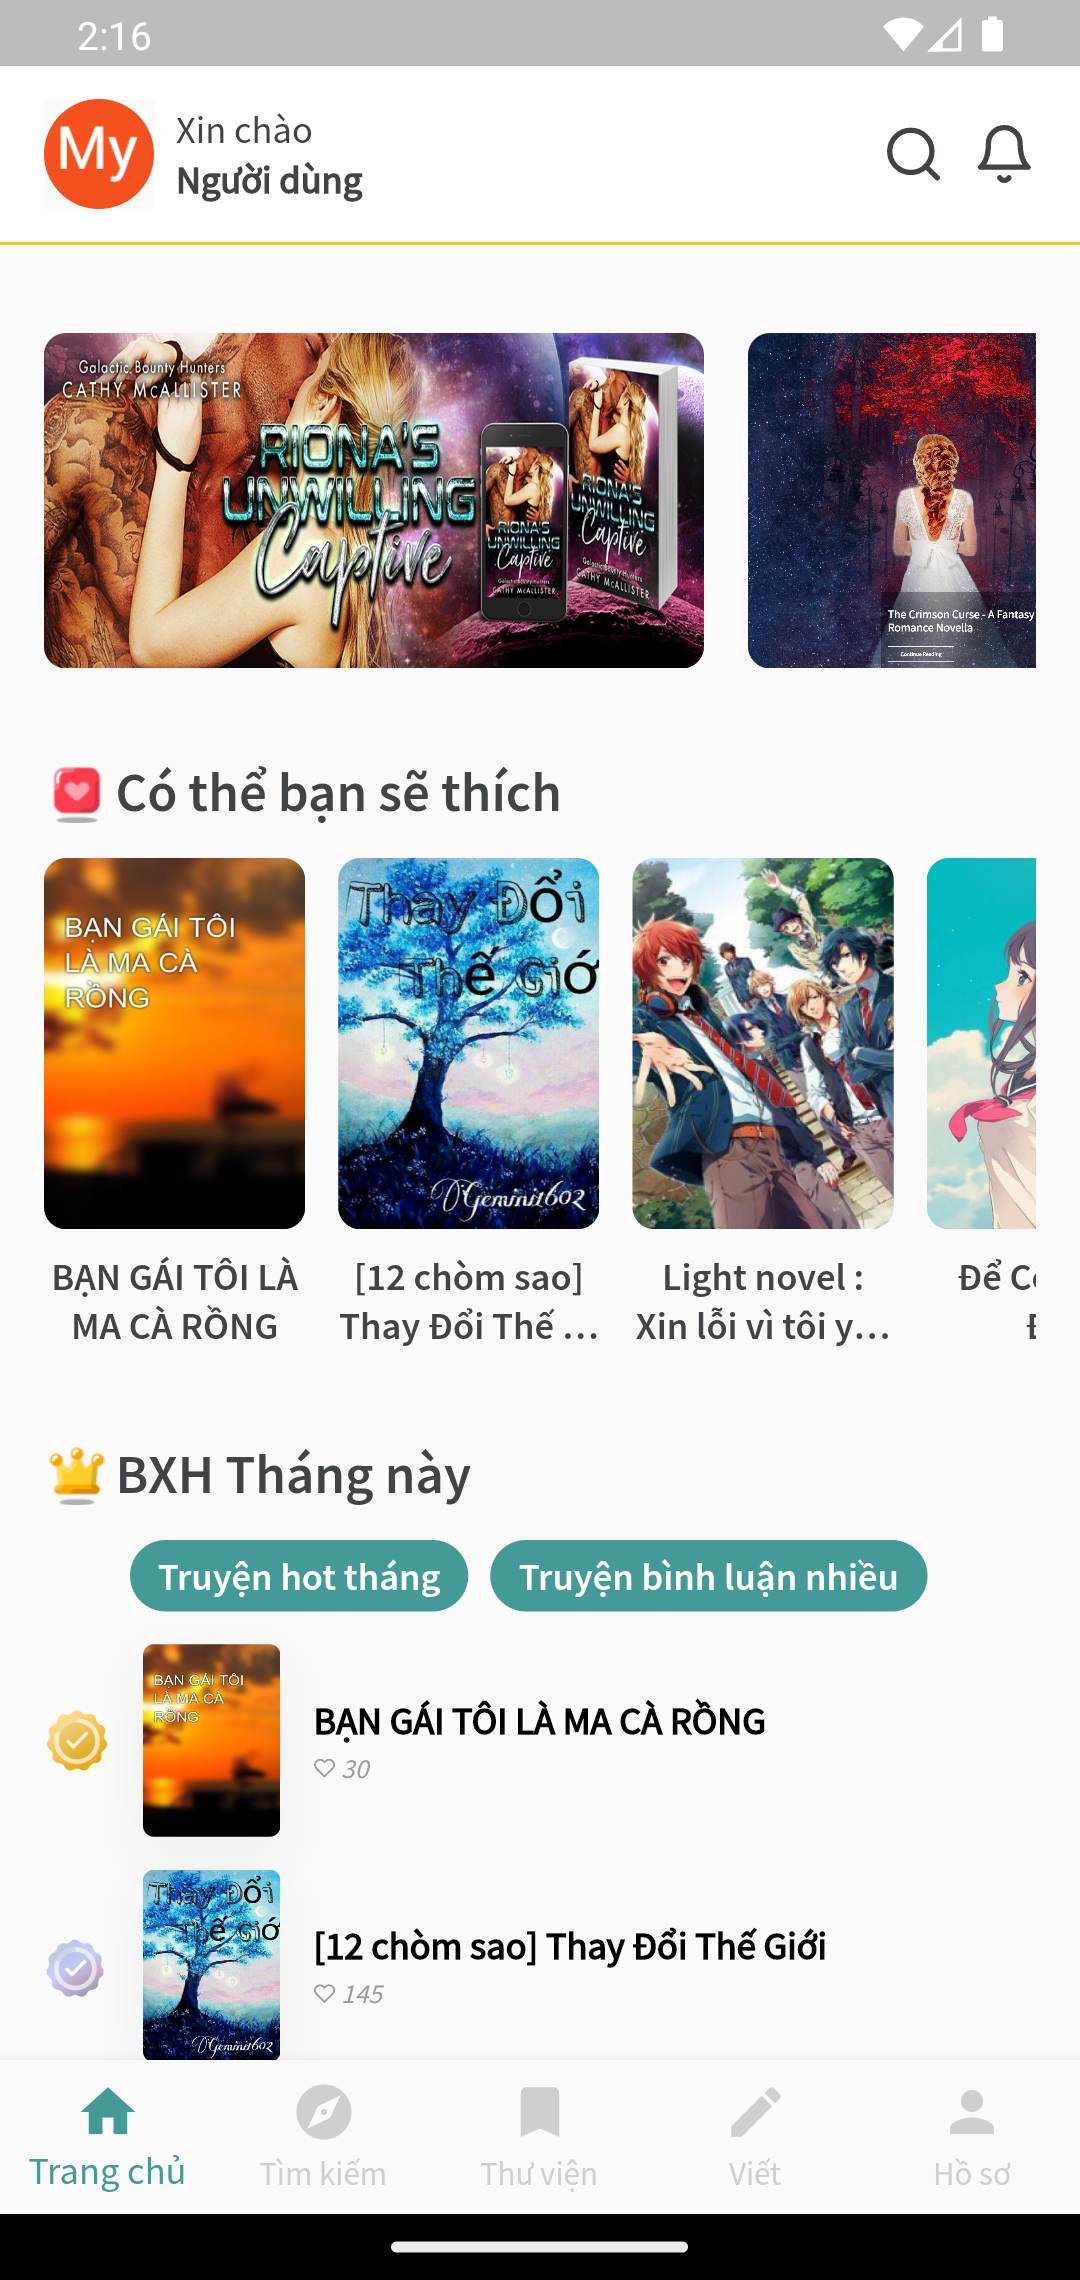 2:16
My
Xin chào
Người dùng
Galactic Bounty Hunters
CATHY McALLISTER
RIONA'S
UNWILLING
Captive
RIONA'S
UNWILLING
Captive
Galactic Bounty Hunters
CATHY McALLISTER
RIONA'S
UNWILLING
Captive
Galactic Bounty Hunters
CATHY McALLISTER
The Crimson Curse - A Fantasy
Romance Novella
Continue Reading
Có thể bạn sẽ thích
BẠN GÁI TÔI
LÀ MA CÀ
RỒNG
Thay Đổi
Thế Giớ
DGemini1602
BẠN GÁI TÔI LÀ
MA CÀ RỒNG
[12 chòm sao]
Thay Đổi Thế ...
Light novel :
Xin lỗi vì tôi y...
Để C
Đ
BXH Tháng này
Truyện hot tháng
Truyện bình luận nhiều
BẠN GÁI TÔI
LÀ MA CÀ
RỒNG
BẠN GÁI TÔI LÀ MA CÀ RỒNG
30
Thay Đổi
Thế Giớ
DGemini1602
[12 chòm sao] Thay Đổi Thế Giới
145
Trang chủ
Tìm kiếm
Thư viện
Viết
Hồ sơ